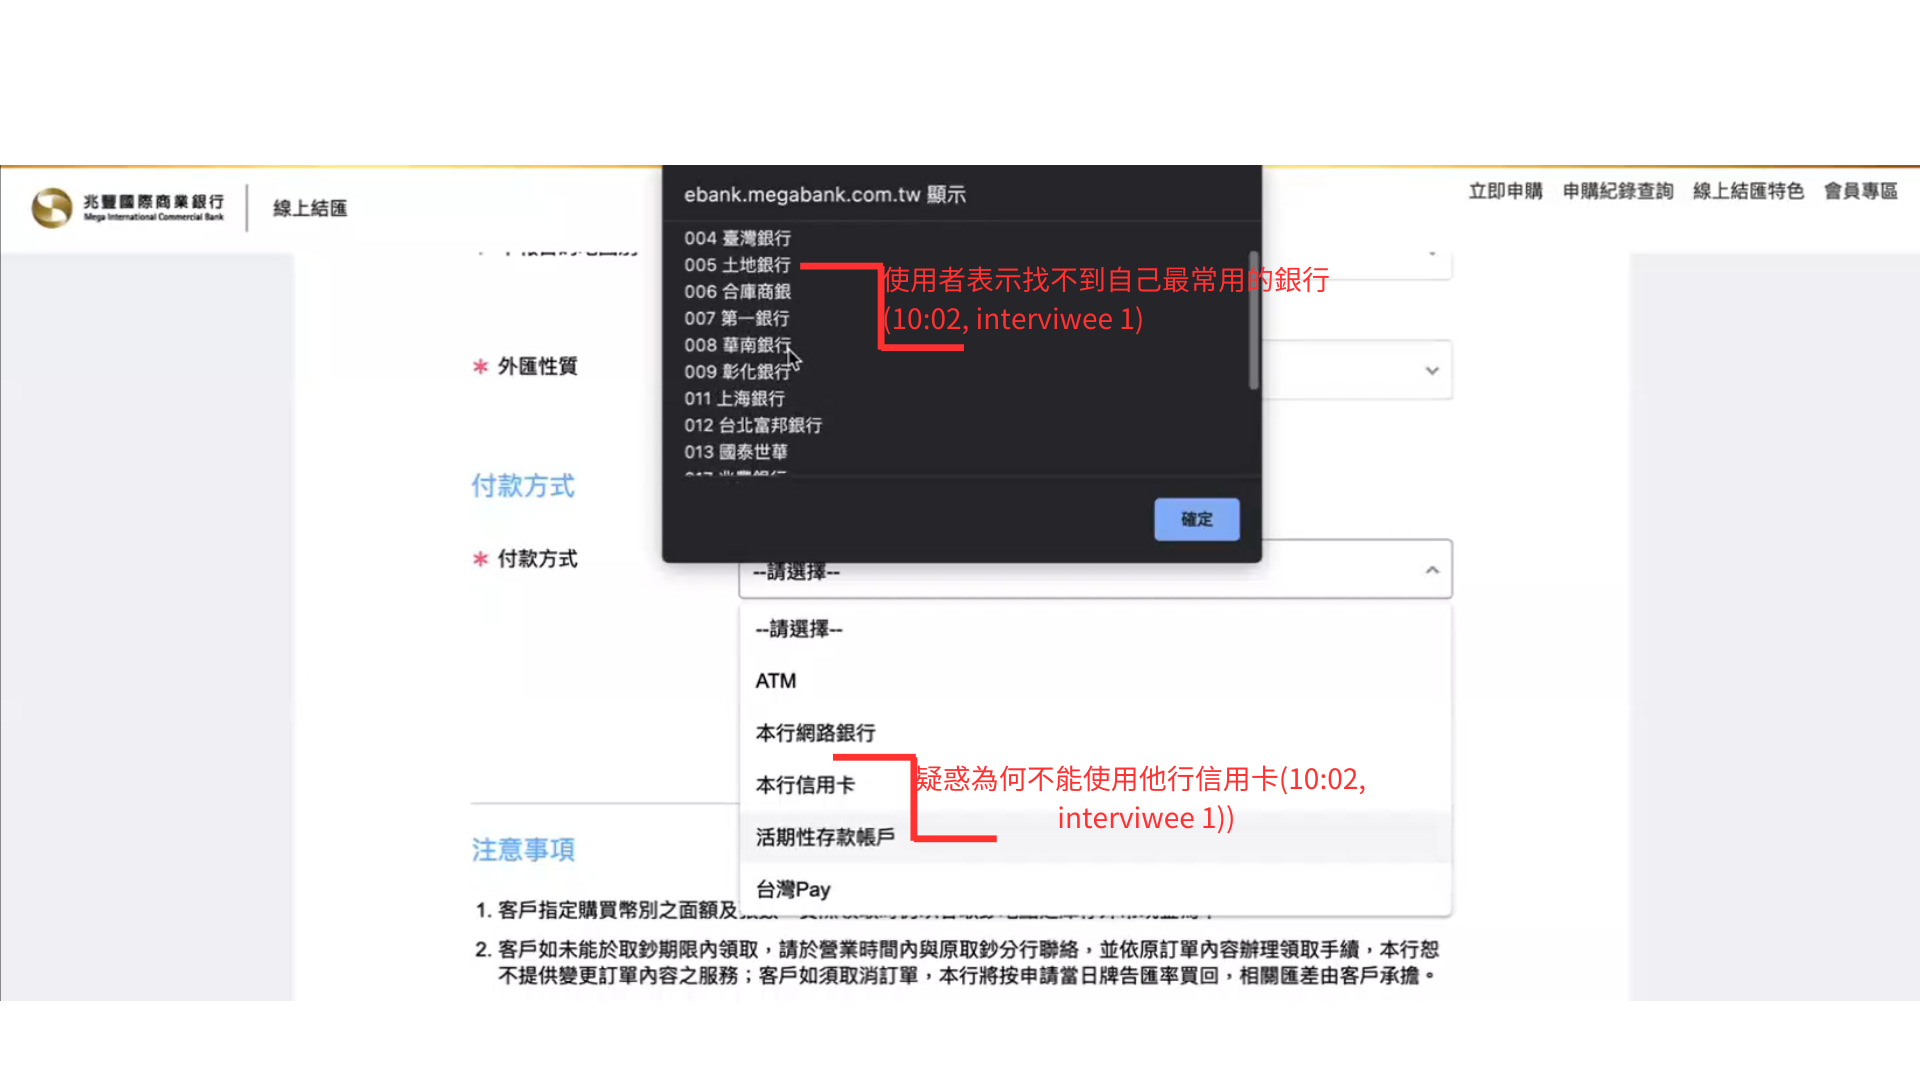 兆豐國際商業銀行
Mega International Commercial Bank
線上結匯
立即申購 申購紀錄查詢 線上結匯特色 會員專區
ebank.megabank.com.tw 顯示
004 臺灣銀行
005 土地銀行
006 合庫商銀
007 第一銀行
008 華南銀行
009 彰化銀行
011 上海銀行
012 台北富邦銀行
013 國泰世華
確定
使用者表示找不到自己最常用的銀行
(10:02, interviwee 1)
* 外匯性質
付款方式
* 付款方式
--請選擇--
--請選擇--
ATM
本行網路銀行
本行信用卡
活期性存款帳戶
台灣Pay
疑惑為何不能使用他行信用卡(10:02,
interviwee 1))
注意事項
1. 客戶指定購買幣別之面額及
2. 客戶如未能於取鈔期限內領取，請於營業時間內與原取鈔分行聯絡，並依原訂單內容辦理領取手續，本行恕
不提供變更訂單內容之服務；客戶如須取消訂單，本行將按申請當日牌告匯率買回，相關匯差由客戶承擔。